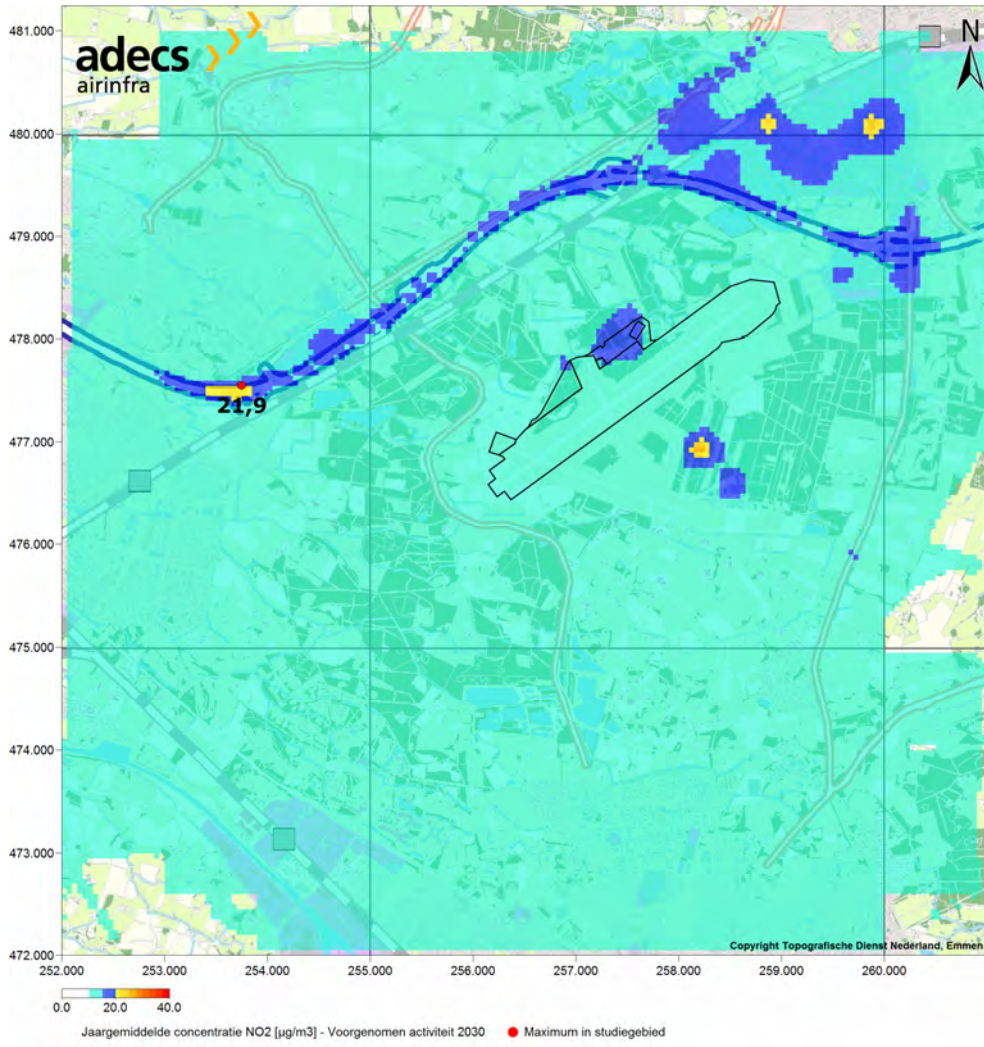 adecs
airinfra
N
481.000
480.000
479.000
478.000
477.000
476.000
475.000
474.000
473.000
472.000
21,9
Copyright Topografische Dienst Nederland, Emmen
252.000 253.000 254.000 255.000 256.000 257.000 258.000 259.000 260.000
0.0 20.0 40.0
Jaargemiddelde concentratie NO2 [µg/m3] - Voorgenomen activiteit 2030 Maximum in studiegebied